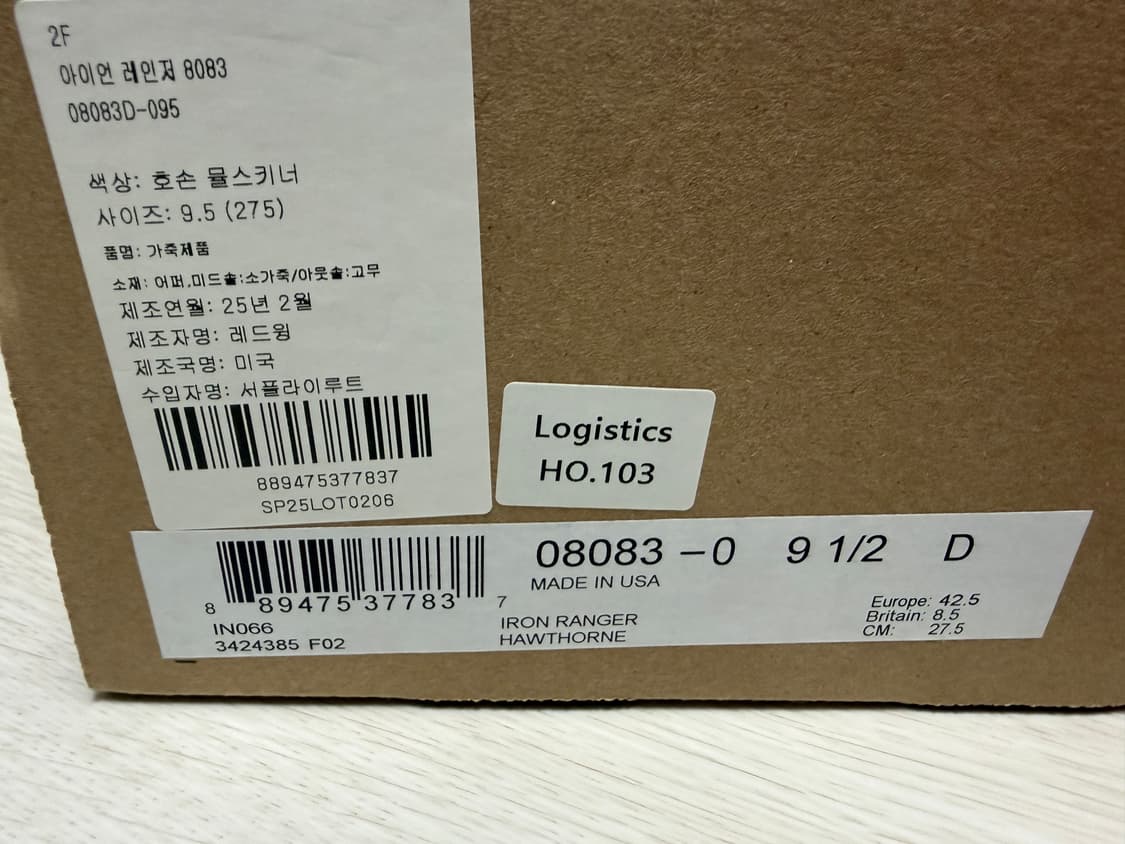 2F
아이언 레인저 8083
08083D-095
색상: 호손 뮬스키너
사이즈: 9.5 (275)
품명: 가죽제품
소재: 어퍼,미드솔:소가죽/아웃솔:고무
제조연월: 25년 2월
제조자명: 레드윙
제조국명: 미국
수입자명: 서플라이루트
889475377837
SP25LOT0206
Logistics
HO.103
08083 -0 9 1/2 D
MADE IN USA
8 89475 37783 7
IN066
3424385 F02
IRON RANGER
HAWTHORNE
Europe: 42.5
Britain: 8.5
CM: 27.5